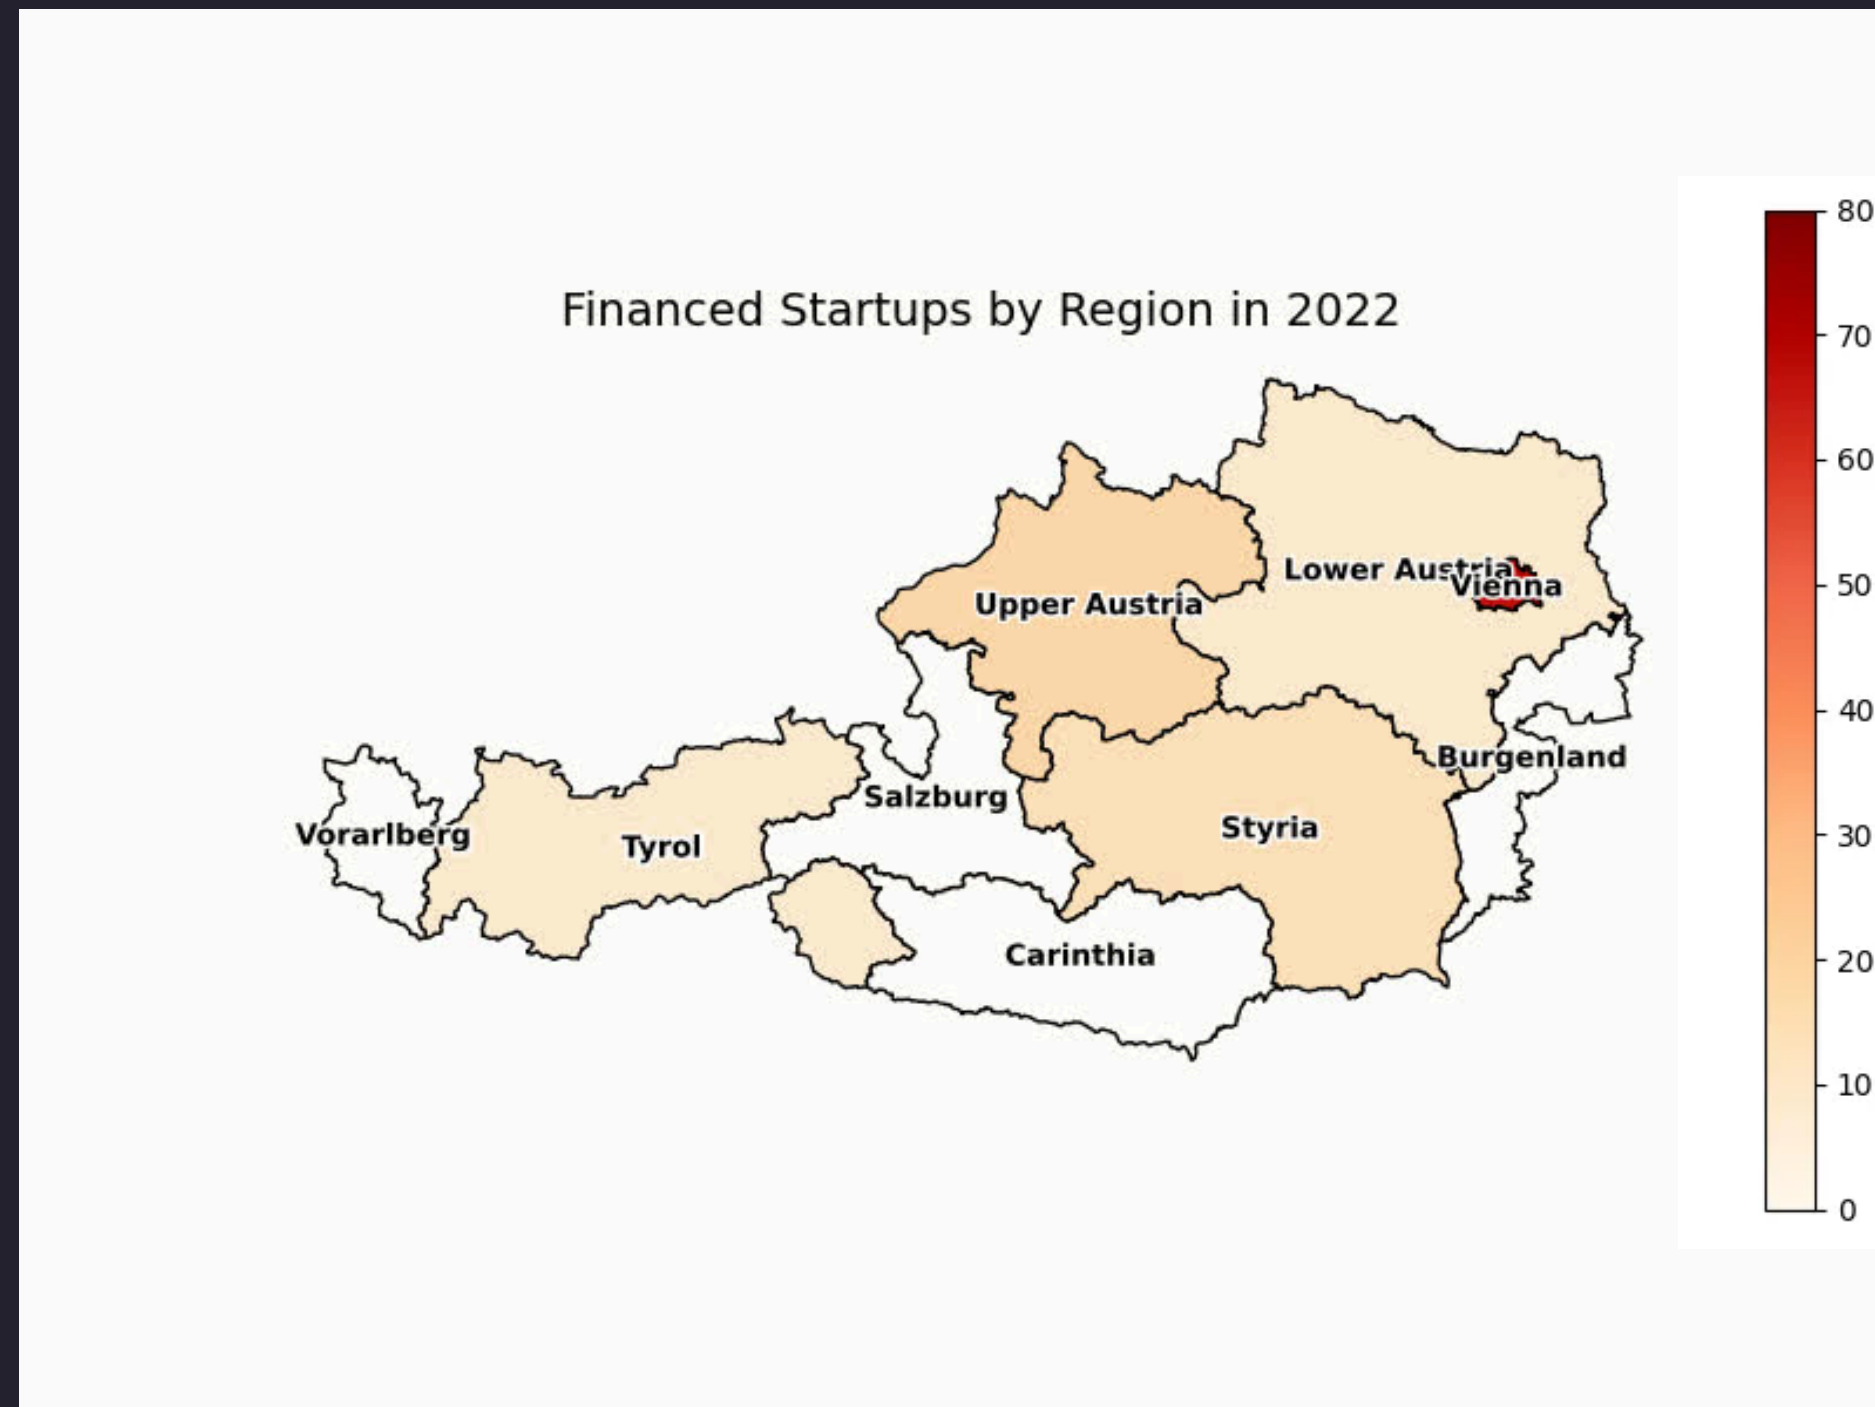 Financed Startups by Region in 2022
Lower Austria
Vienna
Upper Austria
Burgenland
Salzburg
Styria
Vorarlberg
Tyrol
Carinthia
80
70
60
50
40
30
20
10
0